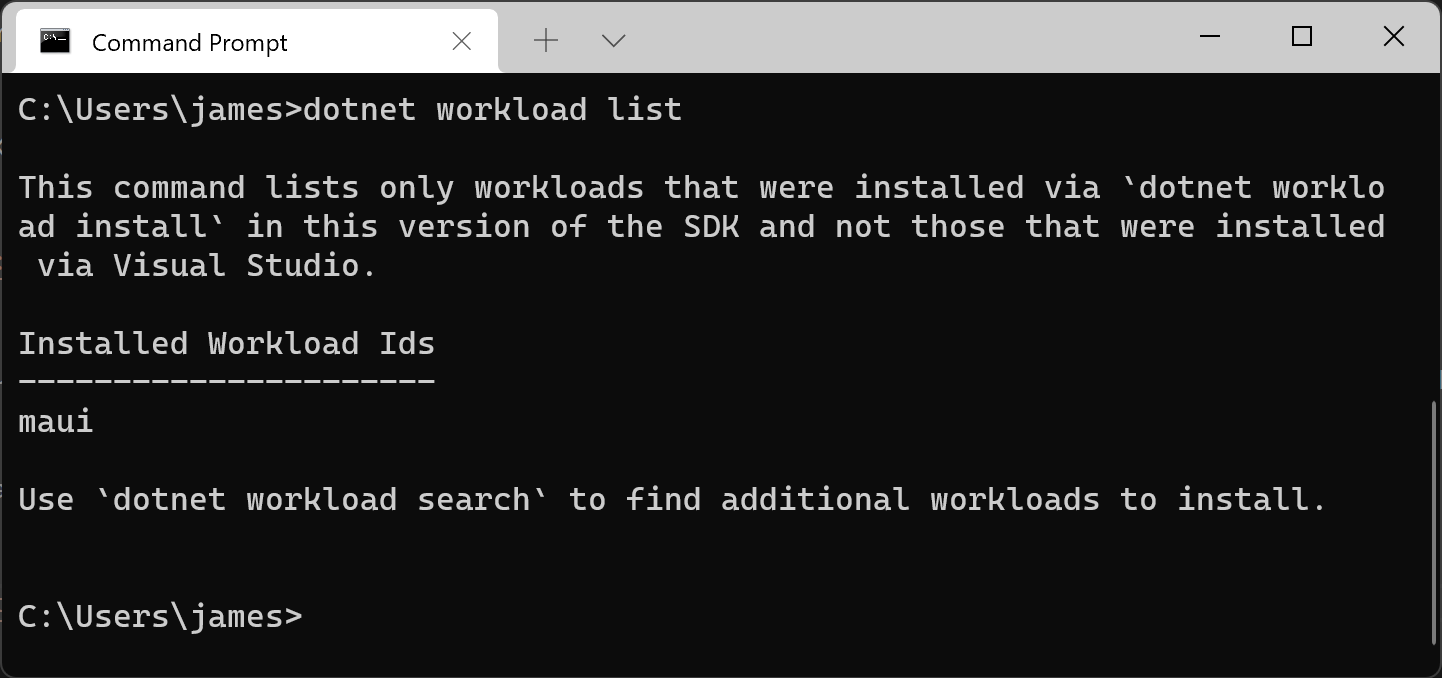 Command Prompt
C:\Users\james>dotnet workload list
This command lists only workloads that were installed via `dotnet worklo
ad install` in this version of the SDK and not those that were installed
 via Visual Studio.
Installed Workload Ids
----------------------
maui
Use `dotnet workload search` to find additional workloads to install.
C:\Users\james>